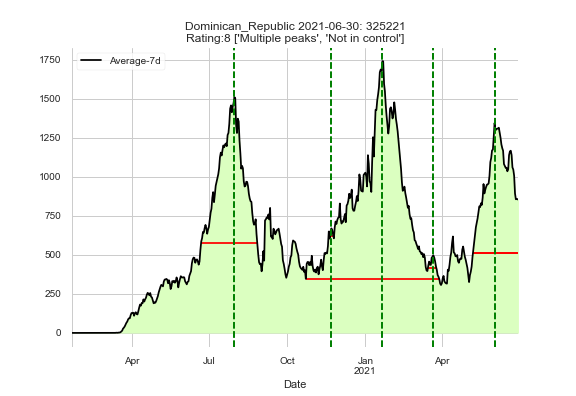 Dominican_Republic 2021-06-30: 325221
Rating:8 ['Multiple peaks', 'Not in control']
Average-7d
1750
1500
1250
1000
750
500
250
0
Apr Jul Oct Jan Apr
2021
Date